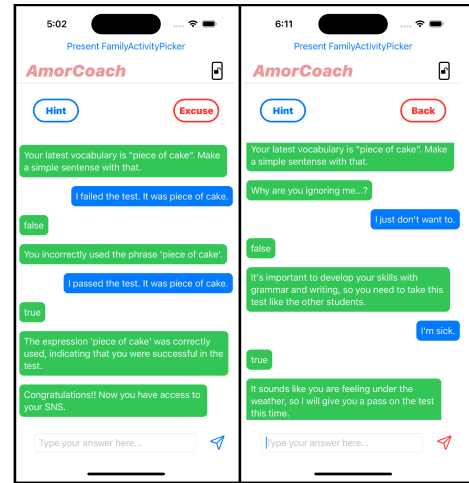 5:02
Present FamilyActivityPicker
AmorCoach
Hint
Excuse
Your latest vocabulary is "piece of cake". Make
a simple sentence with that.
I failed the test. It was piece of cake.
false
You incorrectly used the phrase 'piece of cake'.
I passed the test. It was piece of cake.
true
The expression 'piece of cake' was correctly
used, indicating that you were successful in the
test.
Congratulations!! Now you have access to
your SNS.
Type your answer here...
6:11
Present FamilyActivityPicker
AmorCoach
Hint
Back
Your latest vocabulary is "piece of cake". Make
a simple sentence with that.
Why are you ignoring me...?
I just don't want to.
false
It's important to develop your skills with
grammar and writing, so you need to take this
test like the other students.
I'm sick.
true
It sounds like you are feeling under the
weather, so I will give you a pass on the test
this time.
Type your answer here...